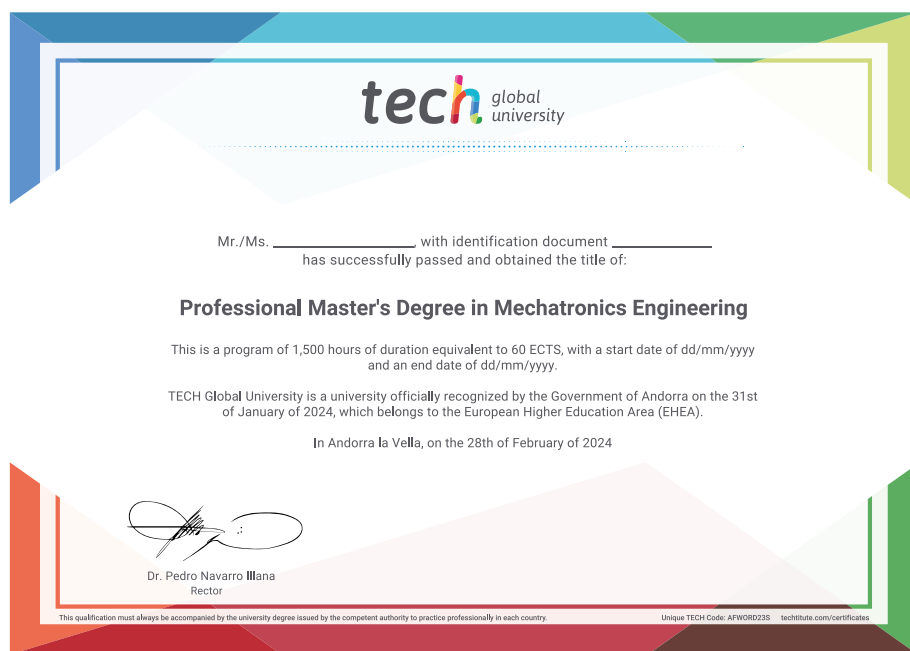 tech global
university
Mr./Ms. ____________________, with identification document ______________
has successfully passed and obtained the title of:
Professional Master's Degree in Mechatronics Engineering
This is a program of 1,500 hours of duration equivalent to 60 ECTS, with a start date of dd/mm/yyyy
and an end date of dd/mm/yyyy.
TECH Global University is a university officially recognized by the Government of Andorra on the 31st
of January of 2024, which belongs to the European Higher Education Area (EHEA).
In Andorra la Vella, on the 28th of February of 2024
Dr. Pedro Navarro Illana
Rector
This qualification must always be accompanied by the university degree issued by the competent authority to practice professionally in each country.
Unique TECH Code: AFWORD23S techtitute.com/certificates